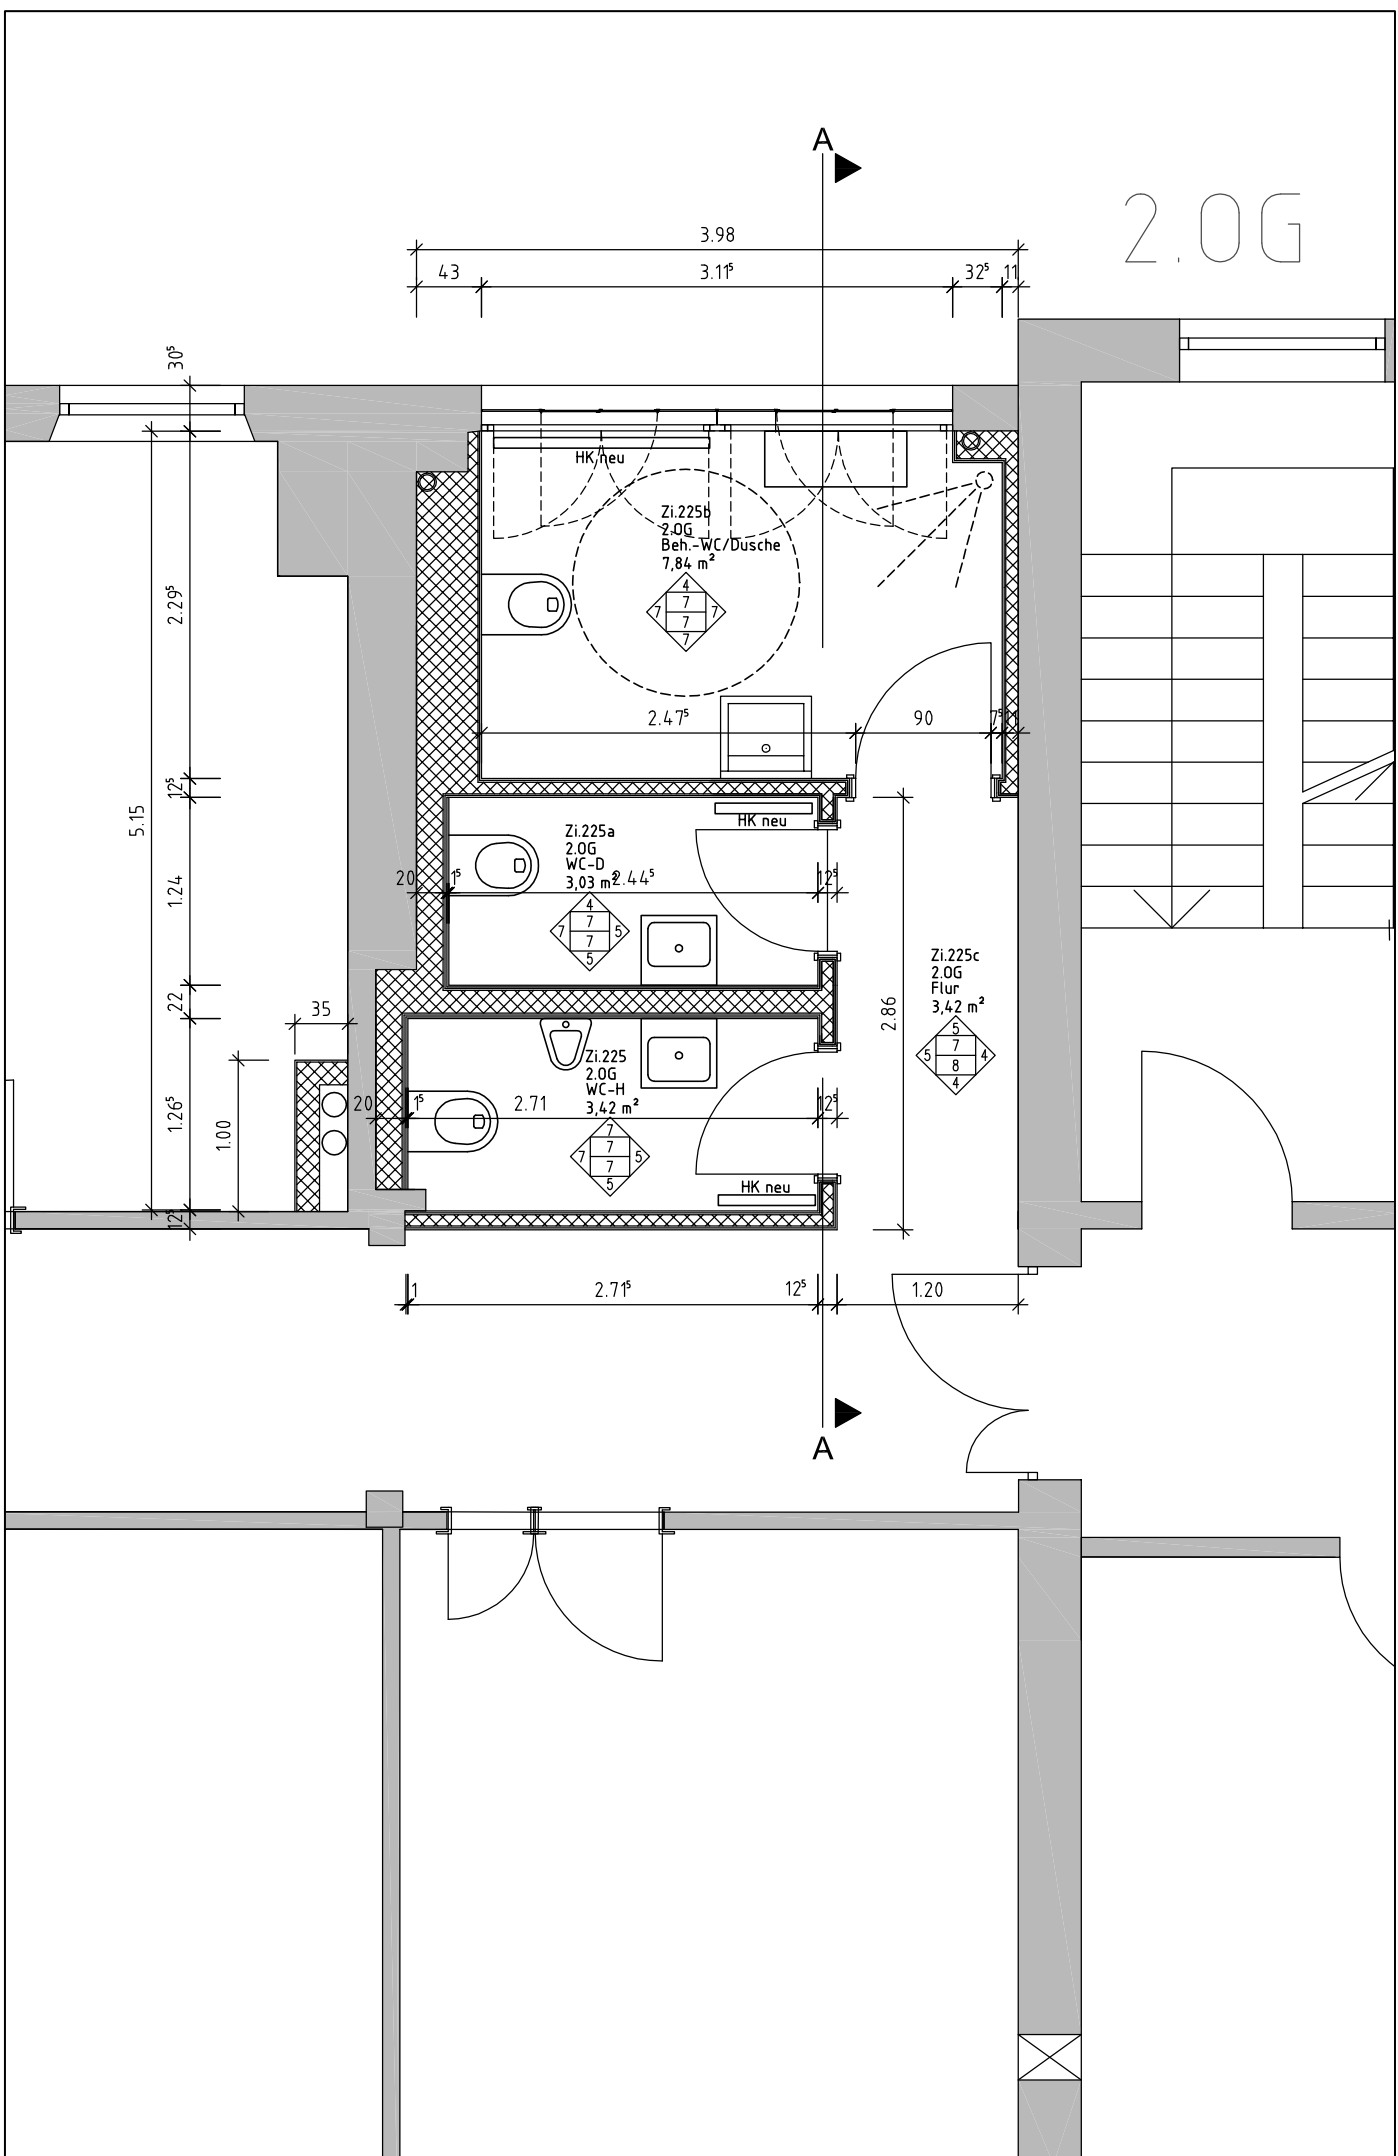 A
2.OG
3.98
43
3.11⁵
32⁵
11
30⁵
HK neu
Zi.225b
2.OG
Beh.-WC/Dusche
7,84 m²
4
7
7
7
7
7
2.29⁵
2.47⁵
90
7⁵
11
12⁵
5.15
HK neu
Zi.225a
2.OG
WC-D
3,03 m²
2.44⁵
20
1⁵
12⁵
1.24
4
7
7
7
5
5
Zi.225c
2.OG
Flur
3,42 m²
2.86
22
35
5
7
5
4
8
4
Zi.225
2.OG
WC-H
3,42 m²
20
1⁵
2.71
12⁵
1.26⁵
1.00
7
7
7
7
5
5
HK neu
12⁵
1
2.71⁵
12⁵
1.20
A